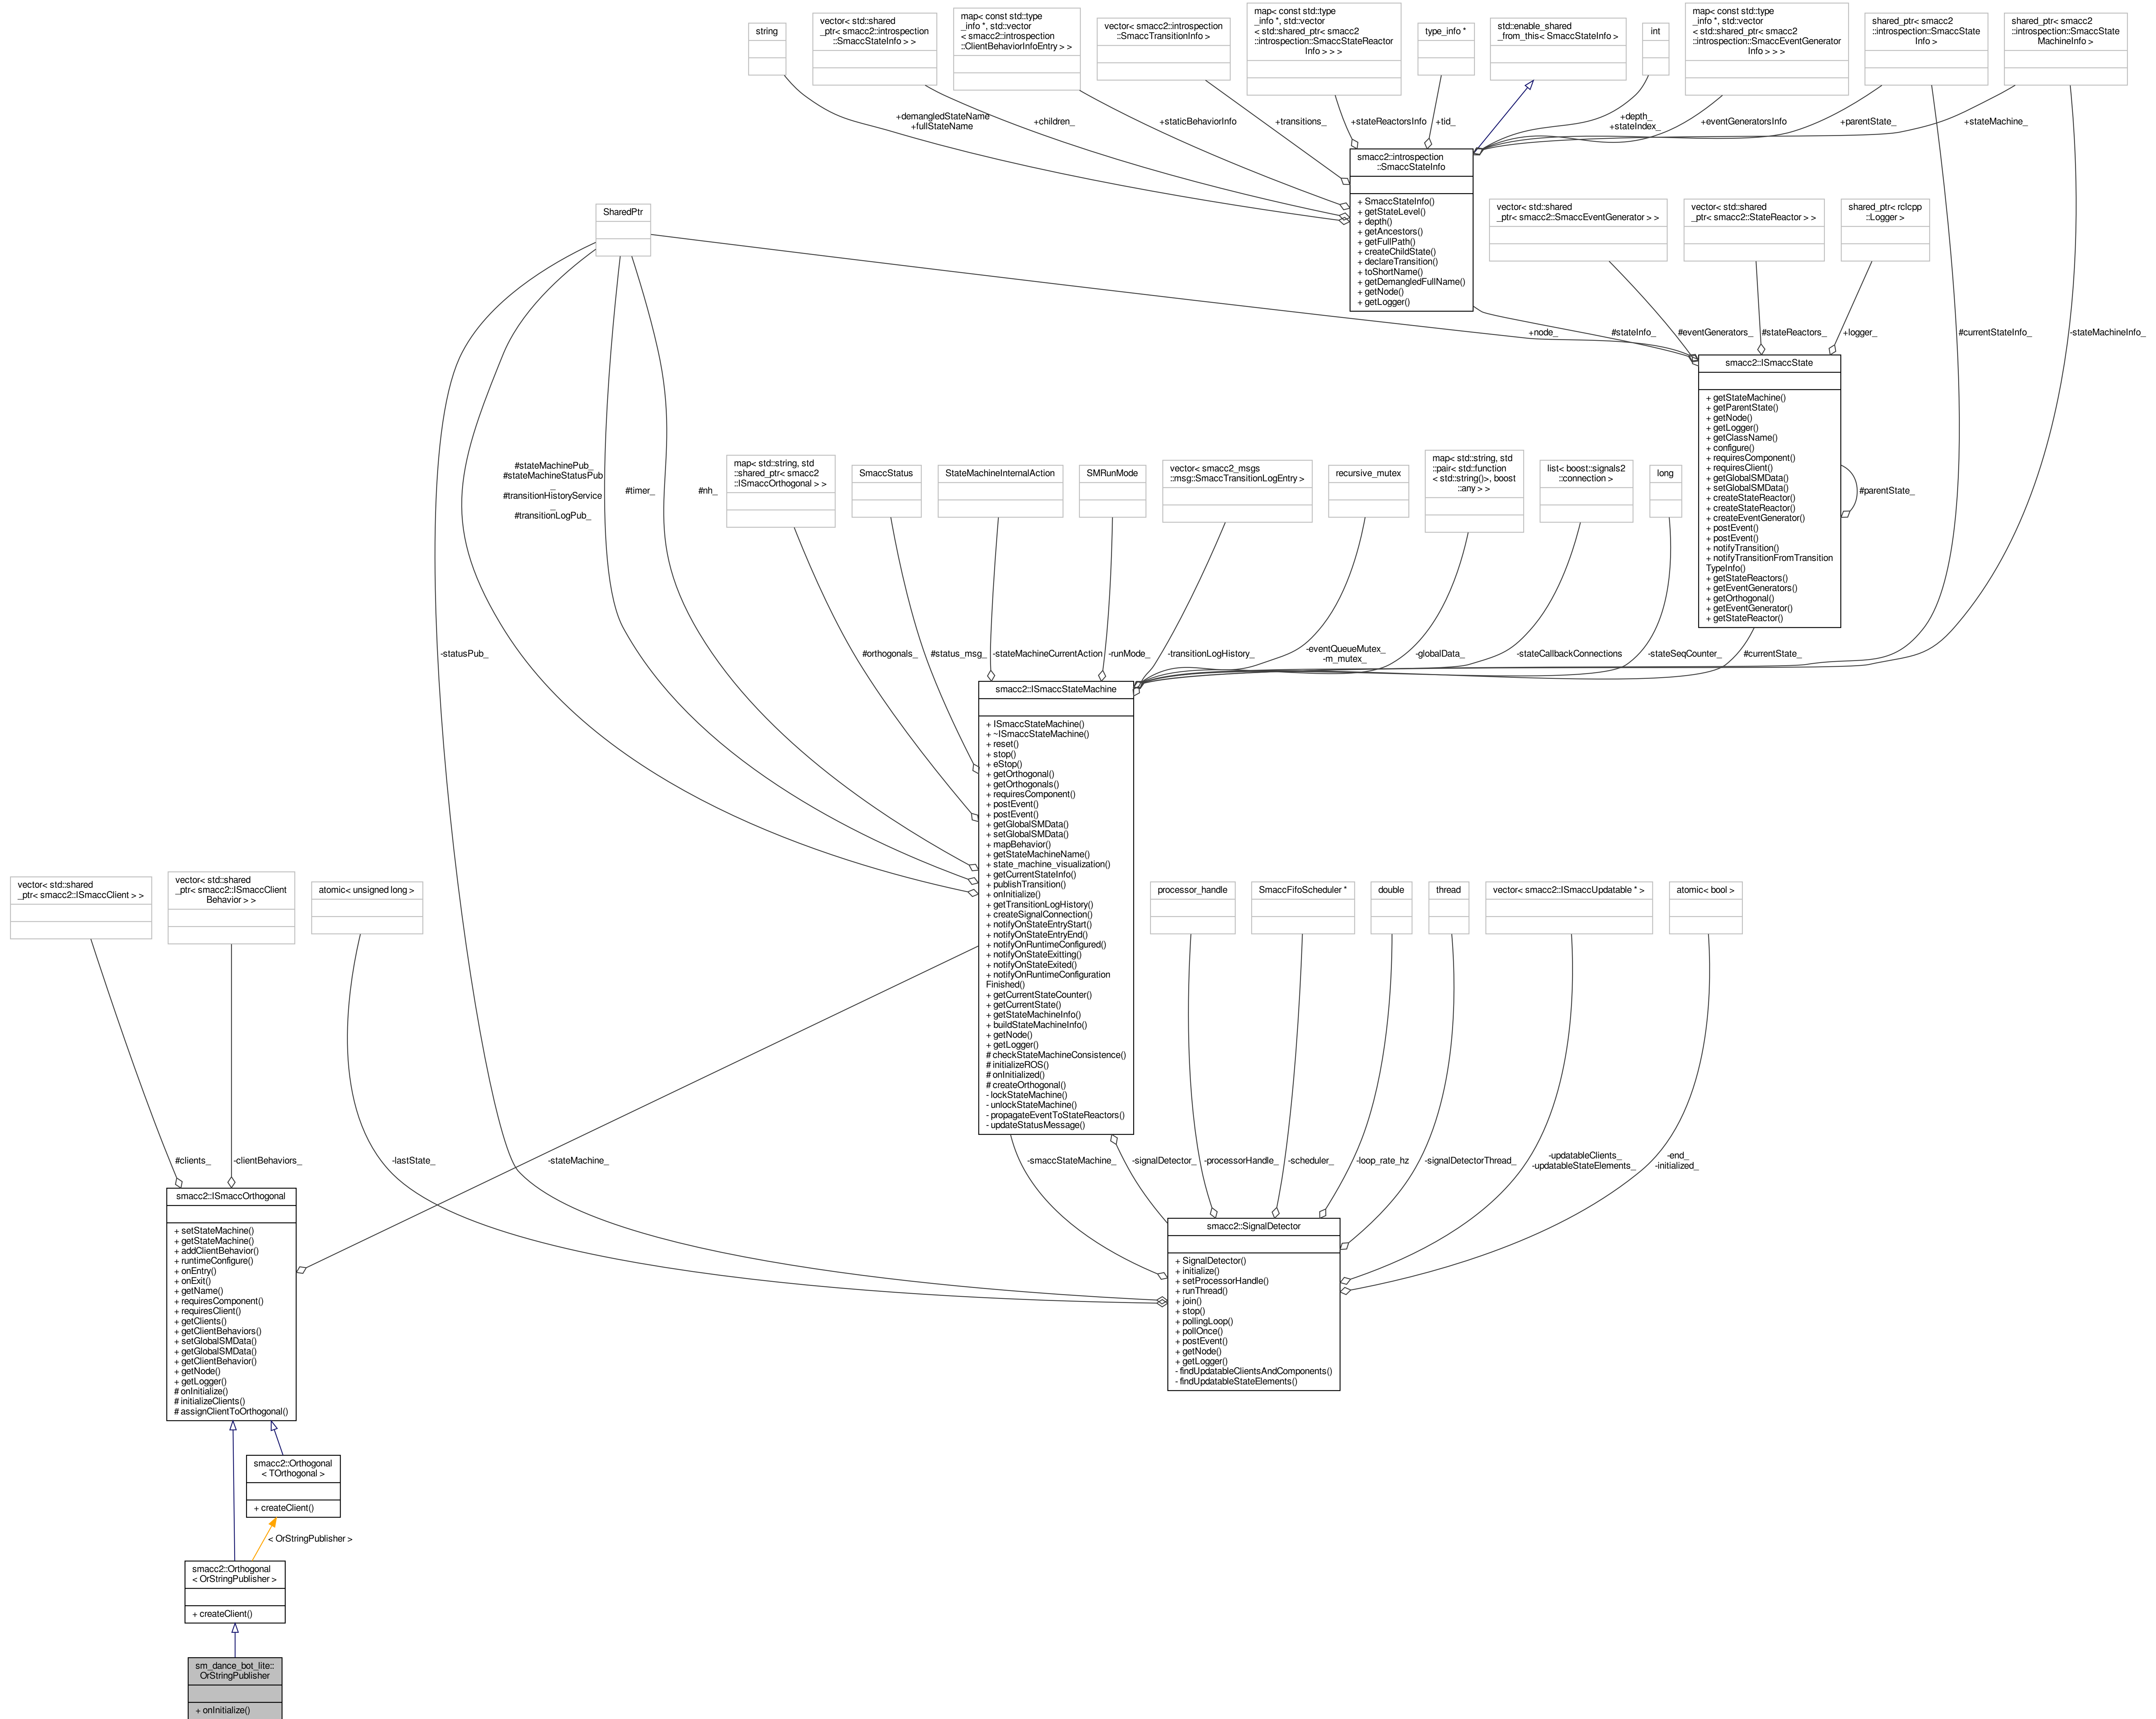 string
vector< std::shared
_ptr< smacc2::introspection
::SmaccStateInfo > >
map< const std::type
_info *, std::vector
< smacc2::introspection
::ClientBehaviorInfoEntry > >
vector< smacc2::introspection
::SmaccTransitionInfo >
map< const std::type
_info *, std::vector
< std::shared_ptr< smacc2
::introspection::SmaccStateReactor
Info > > >
type_info *
std::enable_shared
_from_this< SmaccStateInfo >
int
map< const std::type
_info *, std::vector
< std::shared_ptr< smacc2
::introspection::SmaccEventGenerator
Info > > >
shared_ptr< smacc2
::introspection::SmaccState
Info >
shared_ptr< smacc2
::introspection::SmaccState
MachineInfo >
+demangledStateName
+fullStateName
+children_
+staticBehaviorInfo
+transitions_
+stateReactorsInfo
+tid_
+depth_
+stateIndex_
+eventGeneratorsInfo
+parentState_
+stateMachine_
smacc2::introspection
::SmaccStateInfo
+ SmaccStateInfo()
+ getStateLevel()
+ depth()
+ getAncestors()
+ getFullPath()
+ createChildState()
+ declareTransition()
+ toShortName()
+ getDemangledFullName()
+ getNode()
+ getLogger()
SharedPtr
vector< std::shared
_ptr< smacc2::SmaccEventGenerator > >
vector< std::shared
_ptr< smacc2::StateReactor > >
shared_ptr< rclcpp
::Logger >
+node_
#stateInfo_
#eventGenerators_
#stateReactors_
+logger_
#currentStateInfo_
-stateMachineInfo_
smacc2::ISmaccState
+ getStateMachine()
+ getParentState()
+ getNode()
+ getLogger()
+ getClassName()
+ configure()
+ requiresComponent()
+ requiresClient()
+ getGlobalSMData()
+ setGlobalSMData()
+ createStateReactor()
+ createStateReactor()
+ createEventGenerator()
+ postEvent()
+ postEvent()
+ notifyTransition()
+ notifyTransitionFromTransition
TypeInfo()
+ getStateReactors()
+ getEventGenerators()
+ getOrthogonal()
+ getEventGenerator()
+ getStateReactor()
#parentState_
#stateMachinePub_
#stateMachineStatusPub
_
#transitionHistoryService
_
#transitionLogPub_
#timer_
#nh_
map< std::string, std
::shared_ptr< smacc2
::ISmaccOrthogonal > >
SmaccStatus
StateMachineInternalAction
SMRunMode
vector< smacc2_msgs
::msg::SmaccTransitionLogEntry >
recursive_mutex
map< std::string, std
::pair< std::function
< std::string()>, boost
::any > >
list< boost::signals2
::connection >
long
-statusPub_
#orthogonals_
#status_msg_
-stateMachineCurrentAction
-runMode_
-transitionLogHistory_
-eventQueueMutex_
-m_mutex_
-globalData_
-stateCallbackConnections
-stateSeqCounter_
#currentState_
smacc2::ISmaccStateMachine
+ ISmaccStateMachine()
+ ~ISmaccStateMachine()
+ reset()
+ stop()
+ eStop()
+ getOrthogonal()
+ getOrthogonals()
+ requiresComponent()
+ postEvent()
+ postEvent()
+ getGlobalSMData()
+ setGlobalSMData()
+ mapBehavior()
+ getStateMachineName()
+ state_machine_visualization()
+ getCurrentStateInfo()
+ publishTransition()
+ onInitialize()
+ getTransitionLogHistory()
+ createSignalConnection()
+ notifyOnStateEntryStart()
+ notifyOnStateEntryEnd()
+ notifyOnRuntimeConfigured()
+ notifyOnStateExitting()
+ notifyOnStateExited()
+ notifyOnRuntimeConfiguration
Finished()
+ getCurrentStateCounter()
+ getCurrentState()
+ getStateMachineInfo()
+ buildStateMachineInfo()
+ getNode()
+ getLogger()
# checkStateMachineConsistence()
# initializeROS()
# onInitialized()
# createOrthogonal()
- lockStateMachine()
- unlockStateMachine()
- propagateEventToStateReactors()
- updateStatusMessage()
vector< std::shared
_ptr< smacc2::ISmaccClient > >
vector< std::shared
_ptr< smacc2::ISmaccClient
Behavior > >
atomic< unsigned long >
processor_handle
SmaccFifoScheduler *
double
thread
vector< smacc2::ISmaccUpdatable * >
atomic< bool >
#clients_
-clientBehaviors_
-lastState_
-stateMachine_
-smaccStateMachine_
-signalDetector_
-processorHandle_
-scheduler_
-loop_rate_hz
-signalDetectorThread_
-updatableClients_
-updatableStateElements_
-end_
-initialized_
smacc2::ISmaccOrthogonal
+ setStateMachine()
+ getStateMachine()
+ addClientBehavior()
+ runtimeConfigure()
+ onEntry()
+ onExit()
+ getName()
+ requiresComponent()
+ requiresClient()
+ getClients()
+ getClientBehaviors()
+ setGlobalSMData()
+ getGlobalSMData()
+ getClientBehavior()
+ getNode()
+ getLogger()
# onInitialize()
# initializeClients()
# assignClientToOrthogonal()
smacc2::SignalDetector
+ SignalDetector()
+ initialize()
+ setProcessorHandle()
+ runThread()
+ join()
+ stop()
+ pollingLoop()
+ pollOnce()
+ postEvent()
+ getNode()
+ getLogger()
- findUpdatableClientsAndComponents()
- findUpdatableStateElements()
smacc2::Orthogonal
< TOrthogonal >
+ createClient()
< OrStringPublisher >
smacc2::Orthogonal
< OrStringPublisher >
+ createClient()
sm_dance_bot_lite::
OrStringPublisher
+ onInitialize()